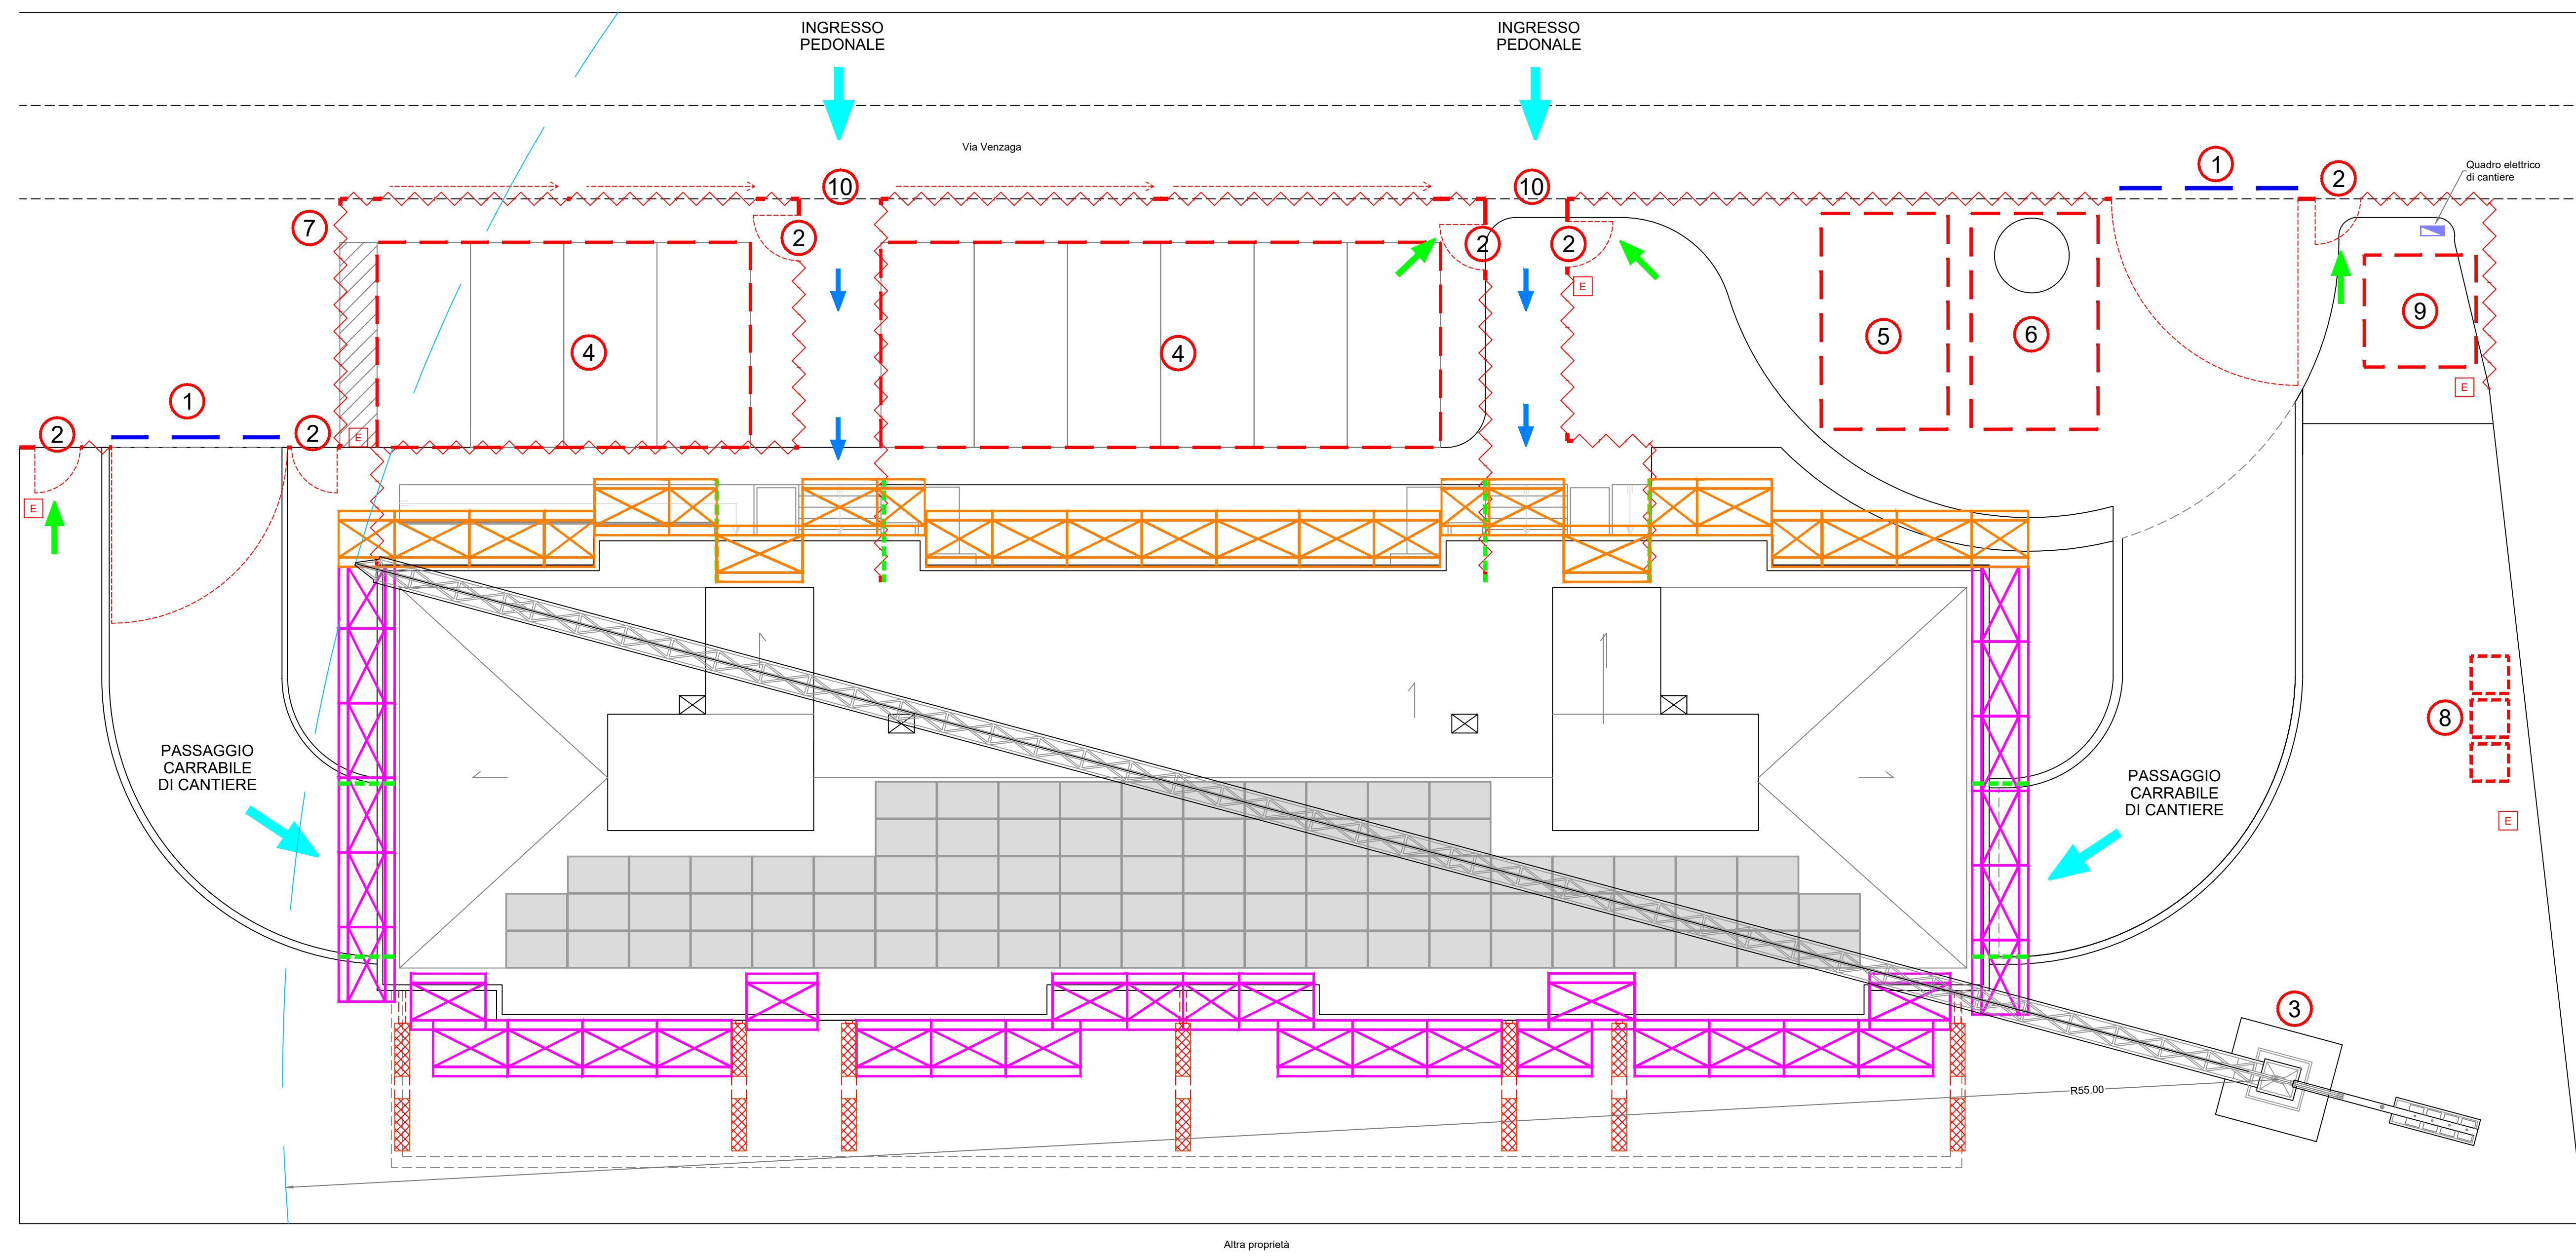 INGRESSO
PEDONALE
INGRESSO
PEDONALE
Via Venzaga
Quadro elettrico
di cantiere
1
2
10
10
7
2
2
2
E
5
6
9
4
4
E
1
2
2
E
E
8
PASSAGGIO
CARRABILE
DI CANTIERE
PASSAGGIO
CARRABILE
DI CANTIERE
E
3
R55.00
Altra proprietà